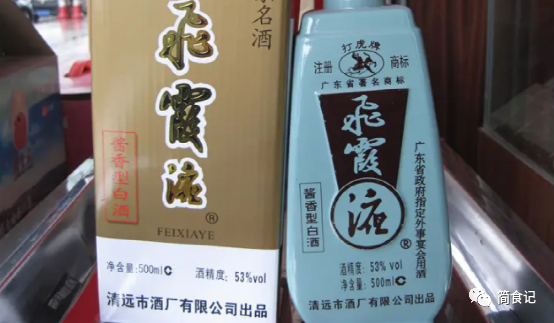 名酒
飞霞液
®
酱香型白酒
FEIXIAYE
净含量:500ml C
酒精度:53%vol
清远市酒厂有限公司出品
打虎牌
注册 商标
广东省著名商标
飞霞液
®
酱香型白酒
广东省政府指定外事宴会用酒
酒精度:53%vol
净含量:500ml C
清远市酒厂有限公司
简食记